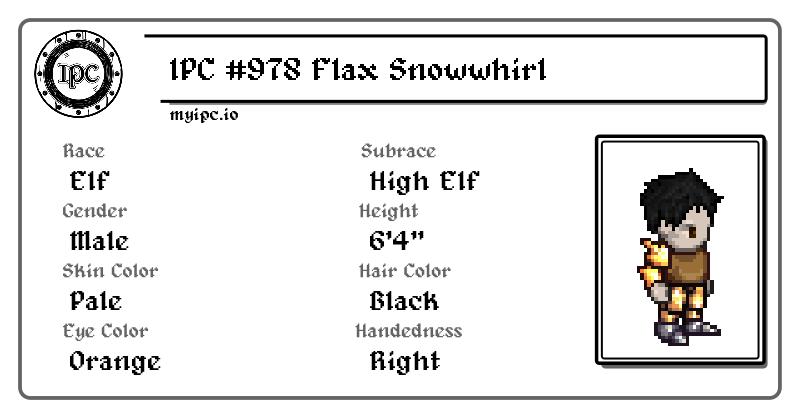 IPC
IPC #978 Flax Snowwhirl
myipc.io
Race
Elf
Subrace
High Elf
Gender
Male
Height
6'4"
Skin Color
Pale
Hair Color
Black
Eye Color
Orange
Handedness
Right